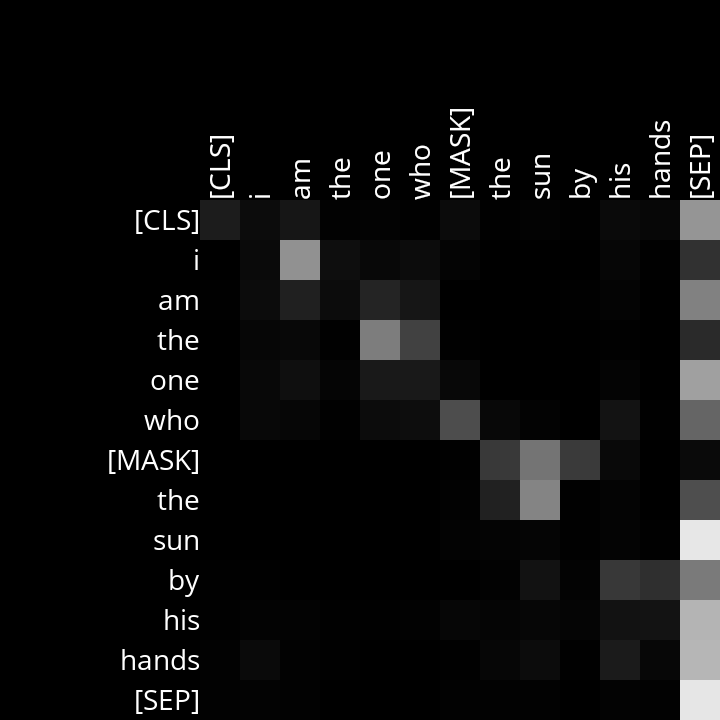 [CLS] i am the one who [MASK] the sun by his hands [SEP]
[CLS]
i
am
the
one
who
[MASK]
the
sun
by
his
hands
[SEP]